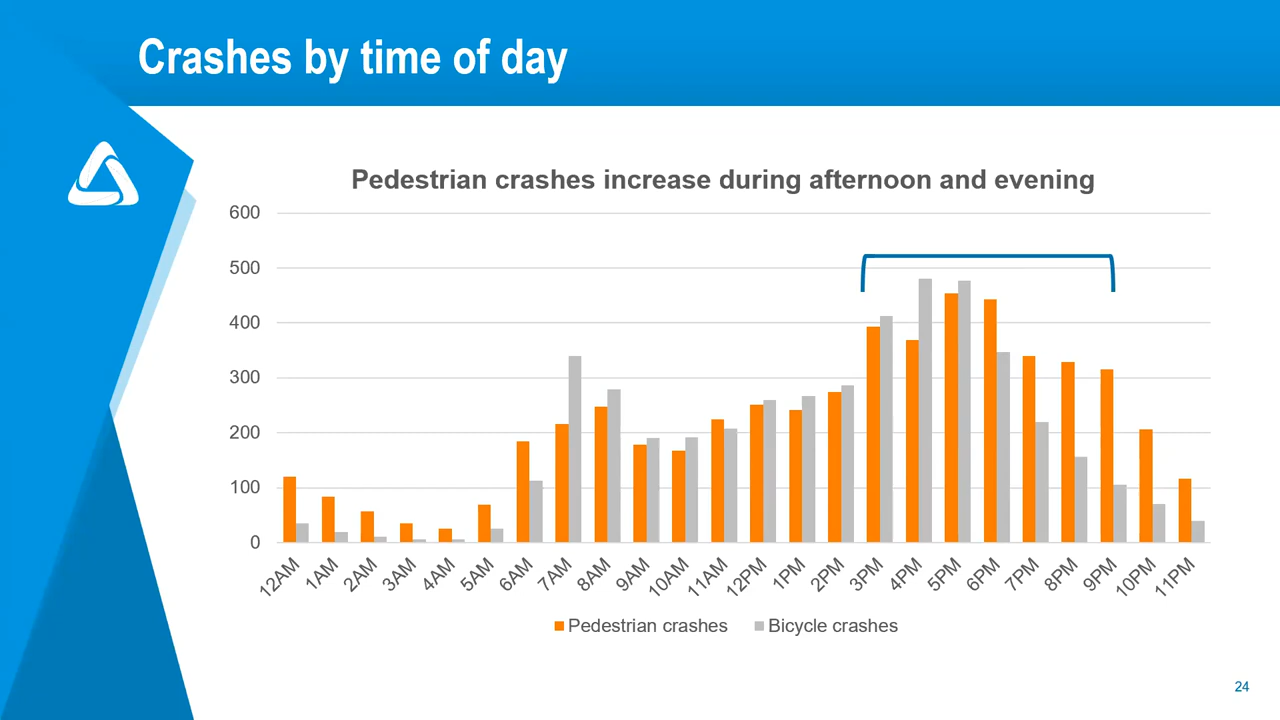 Crashes by time of day
Pedestrian crashes increase during afternoon and evening
600
500
400
300
200
100
0
12AM 1AM 2AM 3AM 4AM 5AM 6AM 7AM 8AM 9AM 10AM 11AM 12PM 1PM 2PM 3PM 4PM 5PM 6PM 7PM 8PM 9PM 10PM 11PM
Pedestrian crashes Bicycle crashes
24